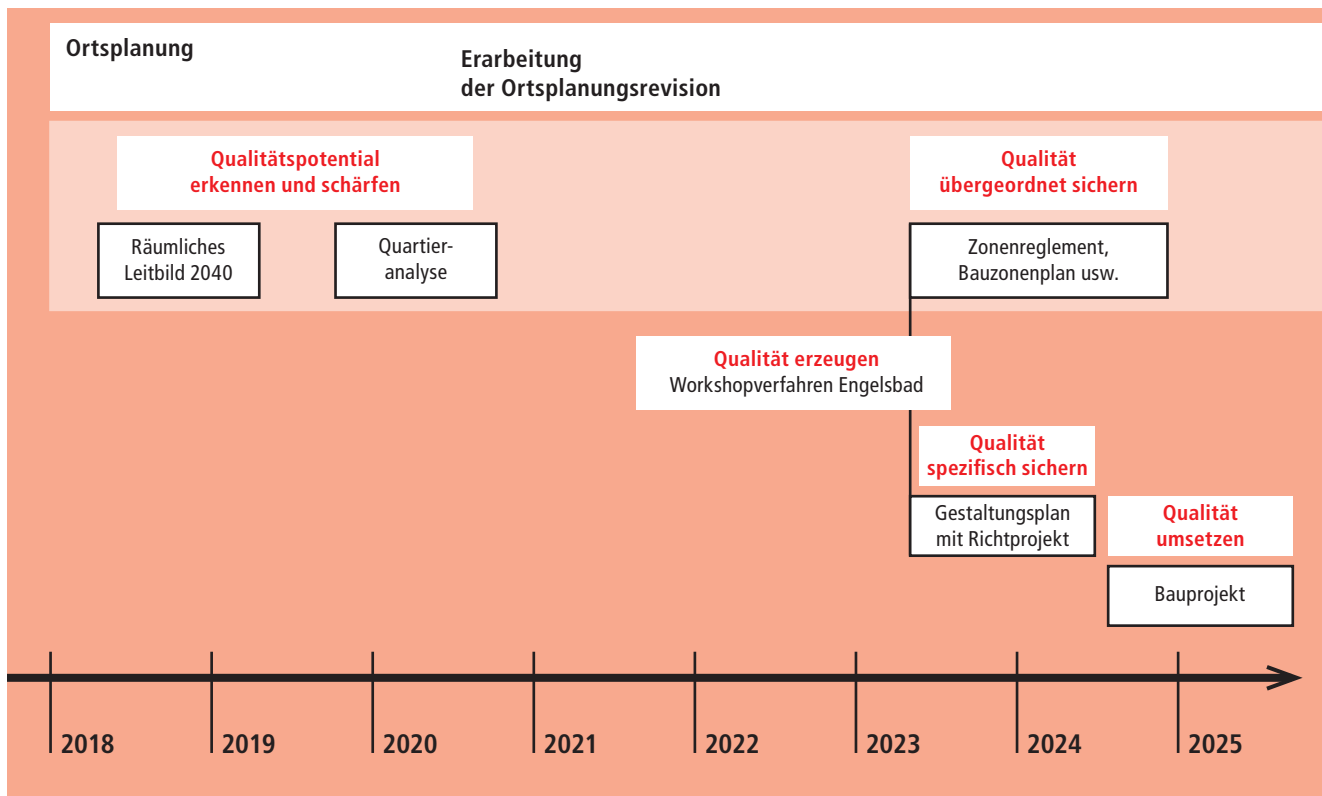 Ortsplanung
Erarbeitung
der Ortsplanungsrevision
Qualitätspotential
erkennen und schärfen
Räumliches
Leitbild 2040
Quartier-
analyse
Qualität
übergeordnet sichern
Zonenreglement,
Bauzonenplan usw.
Qualität erzeugen
Workshopverfahren Engelsbad
Qualität
spezifisch sichern
Gestaltungsplan
mit Richtprojekt
Qualität
umsetzen
Bauprojekt
2018
2019
2020
2021
2022
2023
2024
2025